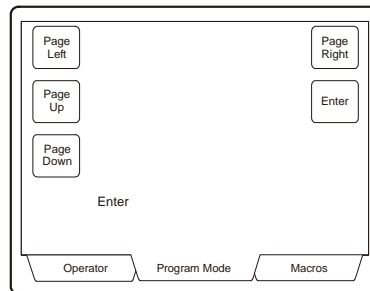 Page
Left
Page
Right
Page
Up
Enter
Page
Down
Enter
Operator
Program Mode
Macros